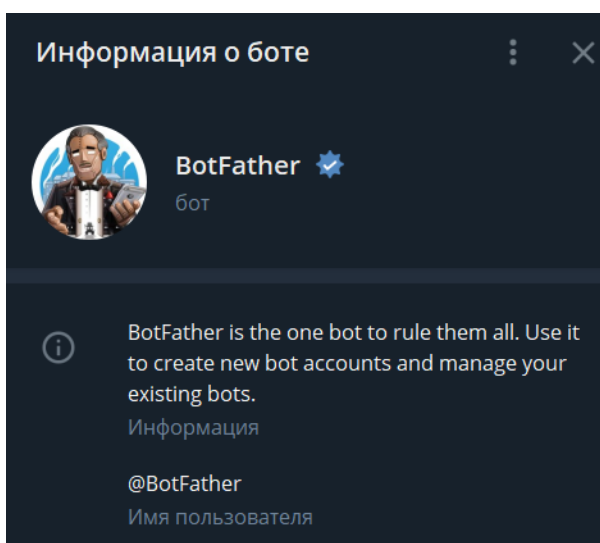 Информация о боте
BotFather
бот
BotFather is the one bot to rule them all. Use it
to create new bot accounts and manage your
existing bots.
Информация
@BotFather
Имя пользователя